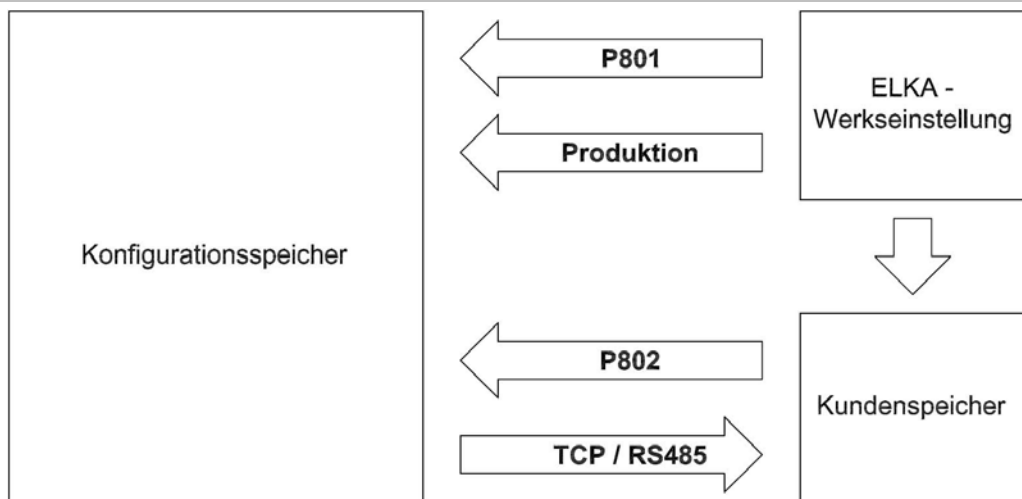 P801
ELKA -
Werkseinstellung
Produktion
Konfigurationsspeicher
P802
Kundenspeicher
TCP / RS485